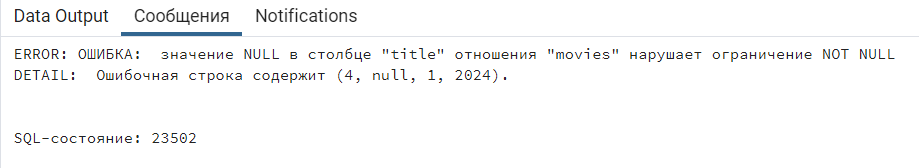 Data Output Сообщения Notifications
ERROR: ОШИБКА:  значение NULL в столбце "title" отношения "movies" нарушает ограничение NOT NULL
DETAIL:  Ошибочная строка содержит (4, null, 1, 2024).
SQL-состояние: 23502